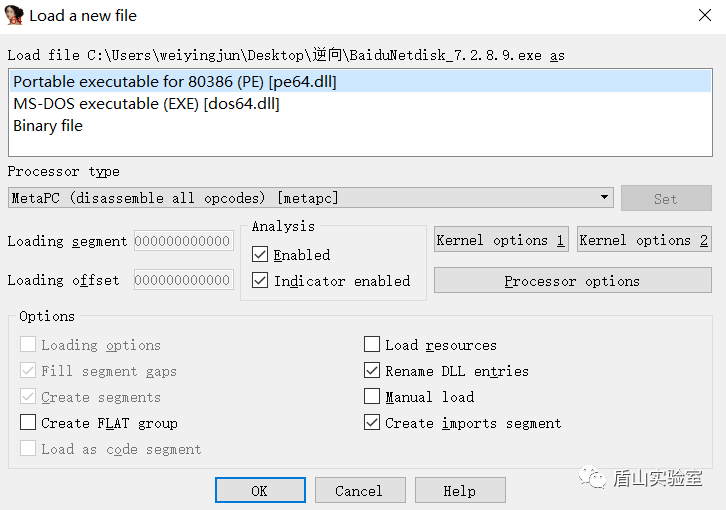 Load a new file
Load file C:\Users\weiyingjun\Desktop\逆向\BaiduNetdisk_7.2.8.9.exe as
Portable executable for 80386 (PE) [pe64.dll]
MS-DOS executable (EXE) [dos64.dll]
Binary file
Processor type
MetaPC (disassemble all opcodes) [metapc]
Set
Loading segment 000000000000
Loading offset 000000000000
Analysis
Enabled
Indicator enabled
Kernel options 1
Kernel options 2
Processor options
Options
Loading options
Fill segment gaps
Create segments
Create FLAT group
Load as code segment
Load resources
Rename DLL entries
Manual load
Create imports segment
盾山实验室
OK
Cancel
Help